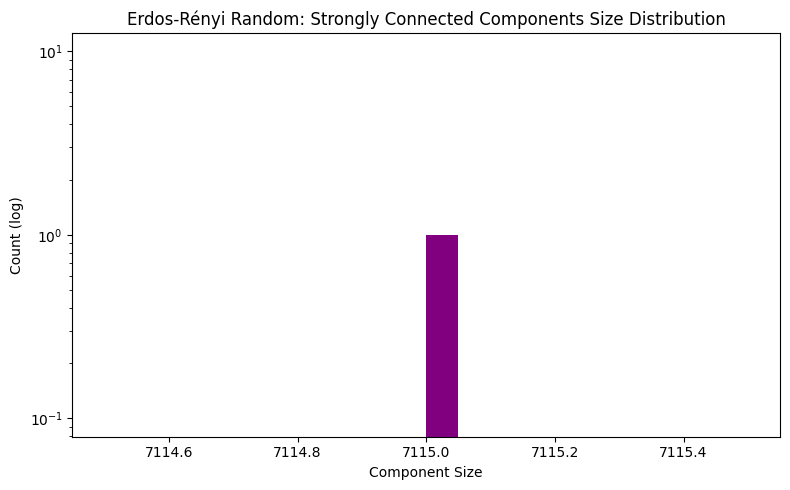 Erdos-Rényi Random: Strongly Connected Components Size Distribution
Count (log)
10¹
10⁰
10⁻¹
7114.6 7114.8 7115.0 7115.2 7115.4
Component Size